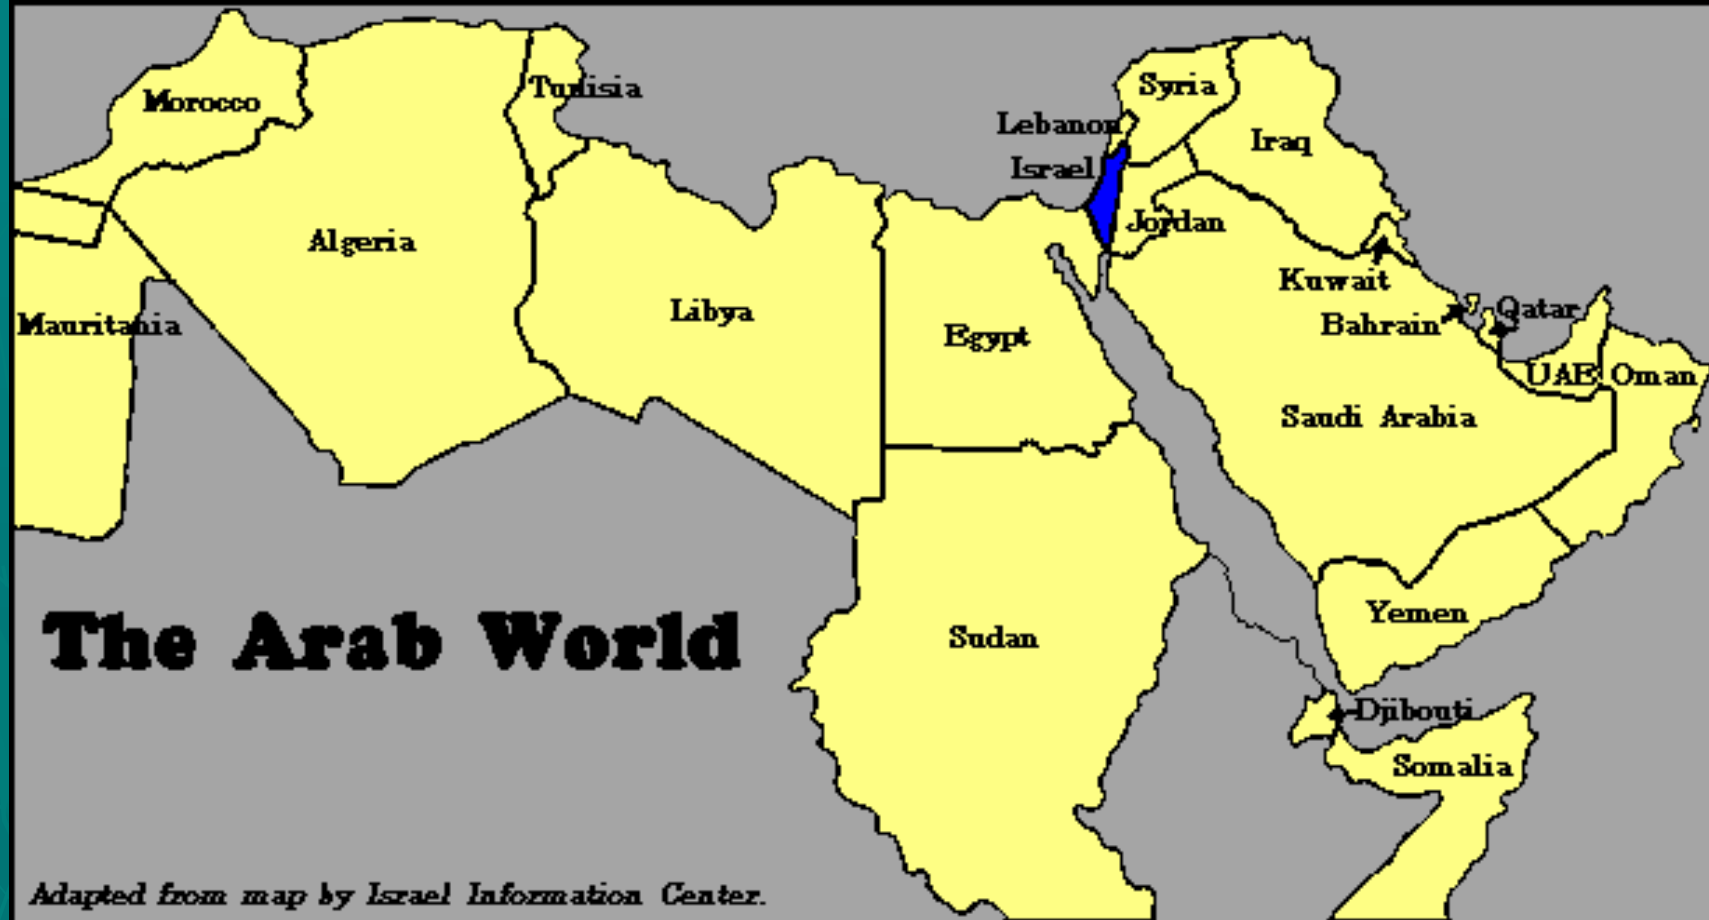 Morocco
Tunisia
Syria
Lebanon
Iraq
Israel
Jordan
Algeria
Kuwait
Libya
Qatar
Mauritania
Bahrain
Egypt
UAE
Oman
Saudi Arabia
Yemen
The Arab World
Sudan
Djibouti
Somalia
Adapted from map by Israel Information Center.